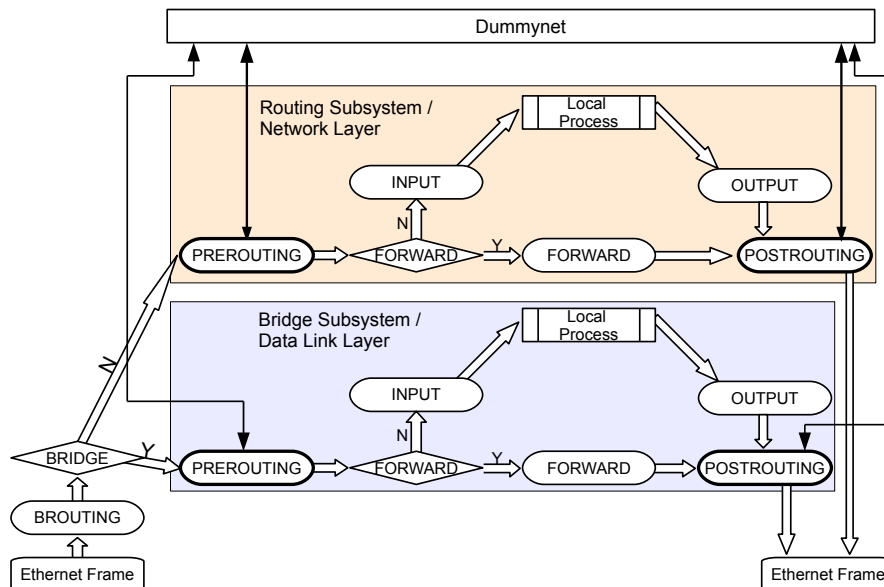 Dummynet
Routing Subsystem /
Network Layer
Local
Process
INPUT
OUTPUT
N
Y
PREROUTING
FORWARD
FORWARD
POSTROUTING
Bridge Subsystem /
Data Link Layer
Local
Process
N
INPUT
OUTPUT
N
Y
Y
BRIDGE
PREROUTING
FORWARD
FORWARD
POSTROUTING
BROUTING
Ethernet Frame
Ethernet Frame